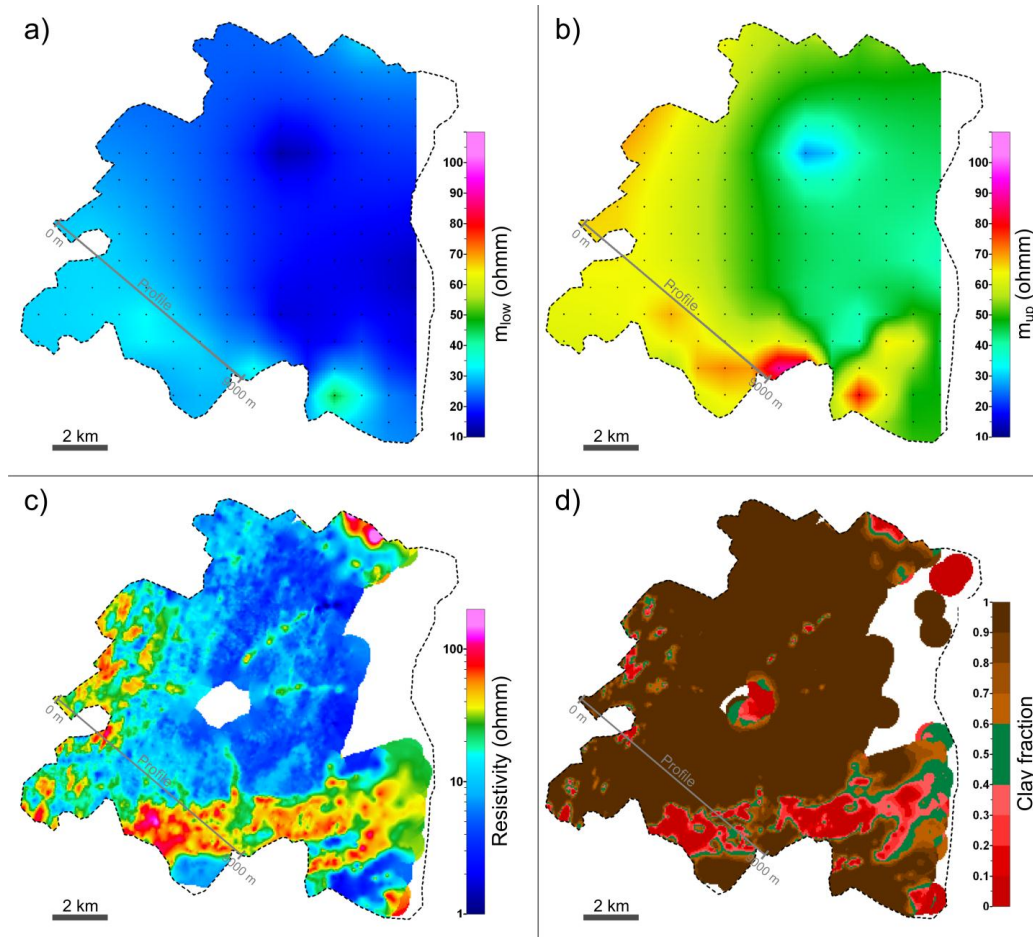 a)
0 m
Profile
9000 m
2 km
100
90
80
70
60
50
40
30
20
10
m_low (ohmm)
b)
0 m
Profile
9000 m
2 km
100
90
80
70
60
50
40
30
20
10
m_up (ohmm)
c)
0 m
Profile
9000 m
2 km
100
10
1
Resistivity (ohmm)
d)
0 m
Profile
9000 m
2 km
1
0.9
0.8
0.7
0.6
0.5
0.4
0.3
0.2
0.1
0
Clay fraction